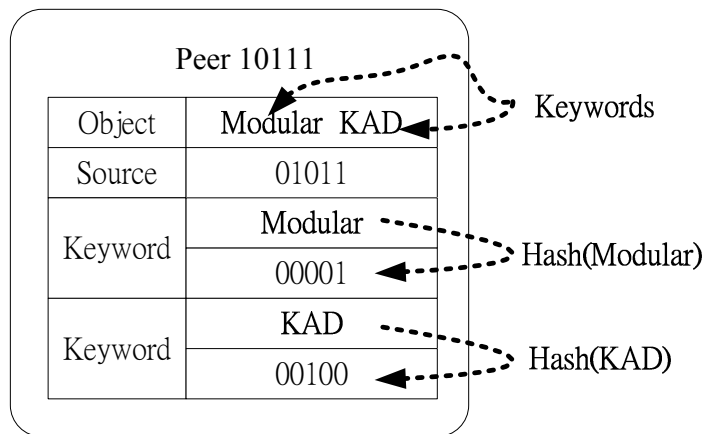 Peer 10111
Object Modular KAD
Keywords
Source 01011
Keyword Modular
Hash(Modular)
00001
Keyword KAD
Hash(KAD)
00100